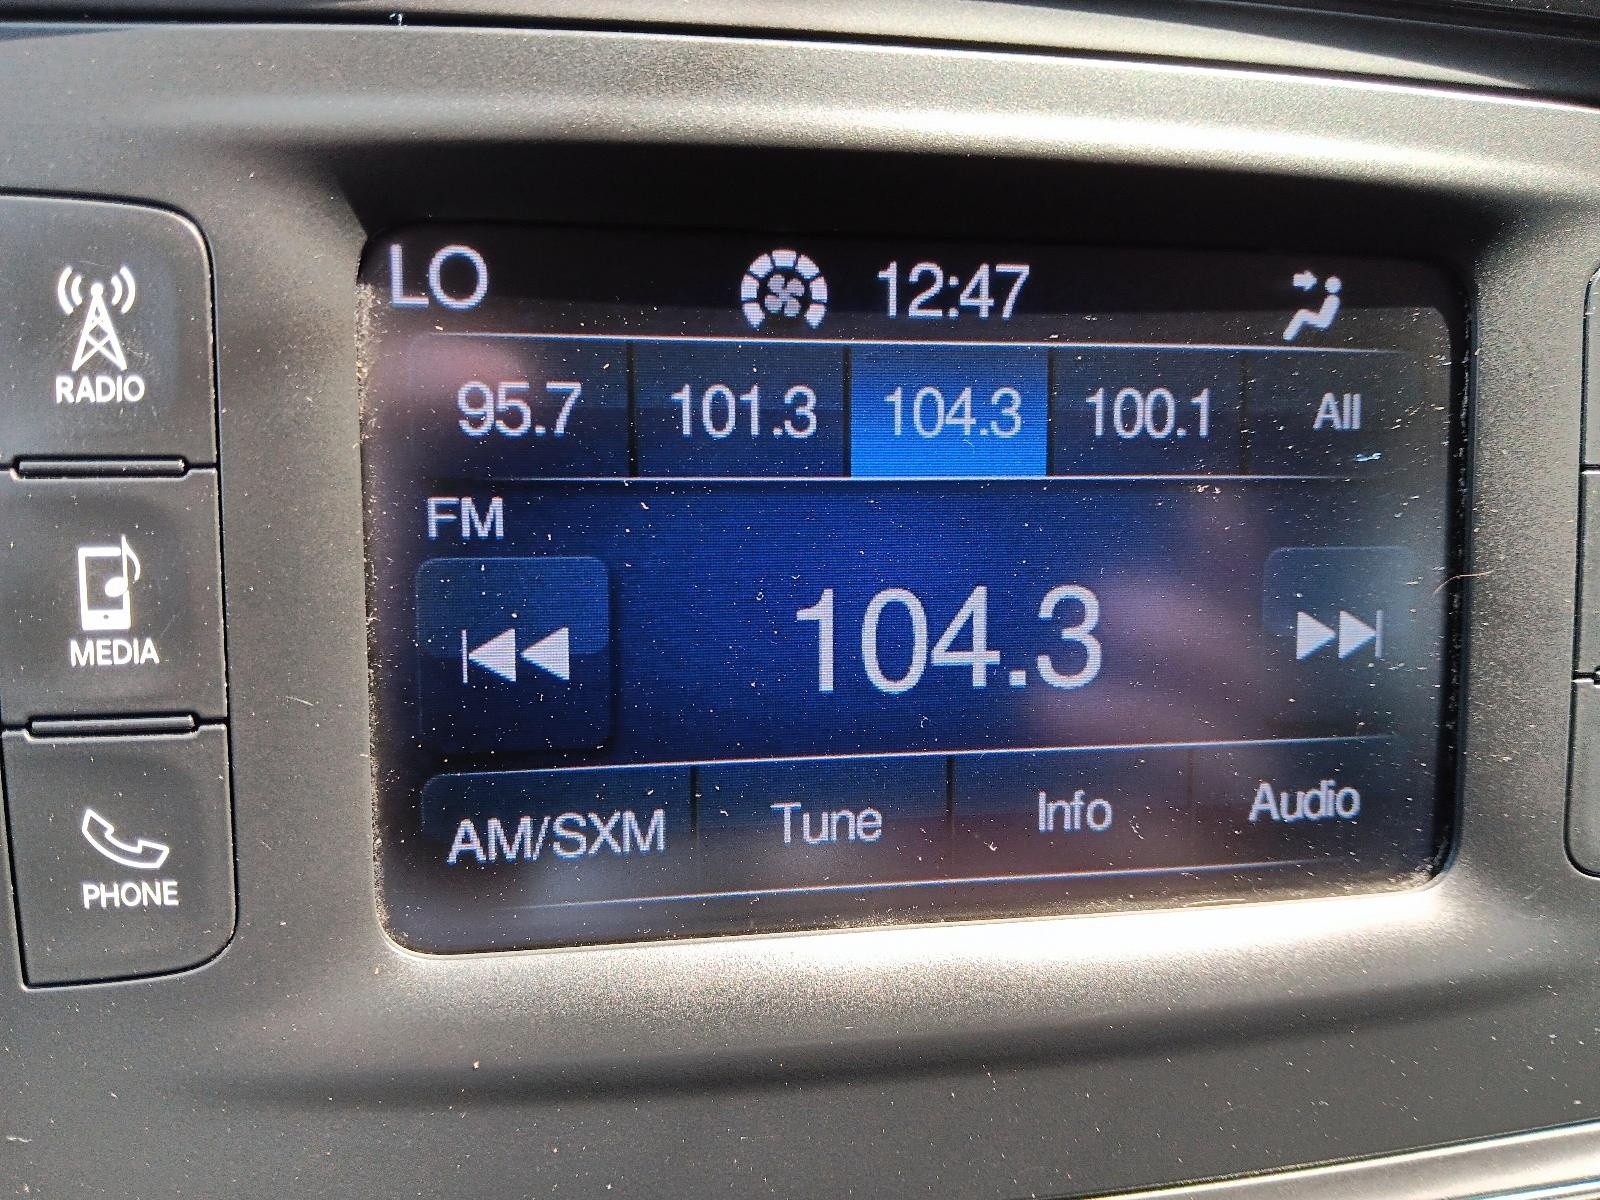 LO 12:47
95.7 101.3 104.3 100.1 All
FM
104.3
AM/SXM Tune Info Audio
RADIO
MEDIA
PHONE